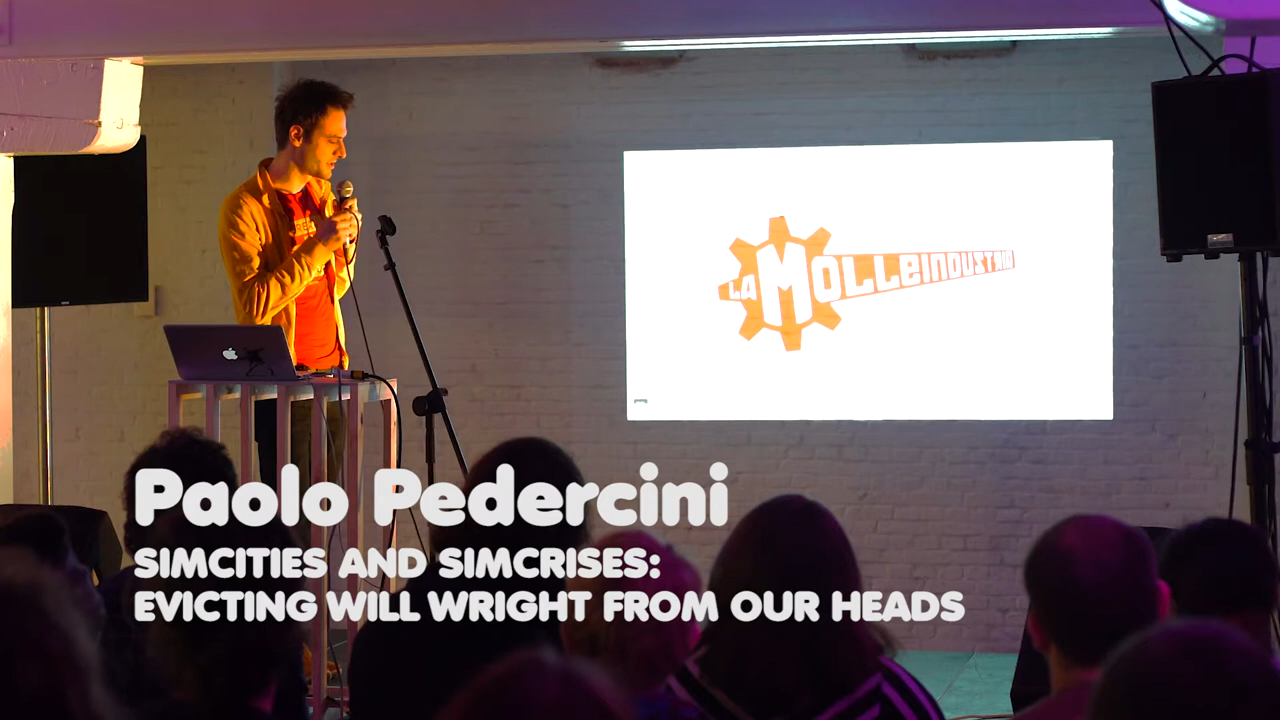 LA MOLLEINDUSTRIA
Paolo Pedercini
SIMCITIES AND SIMCRISES:
EVICTING WILL WRIGHT FROM OUR HEADS